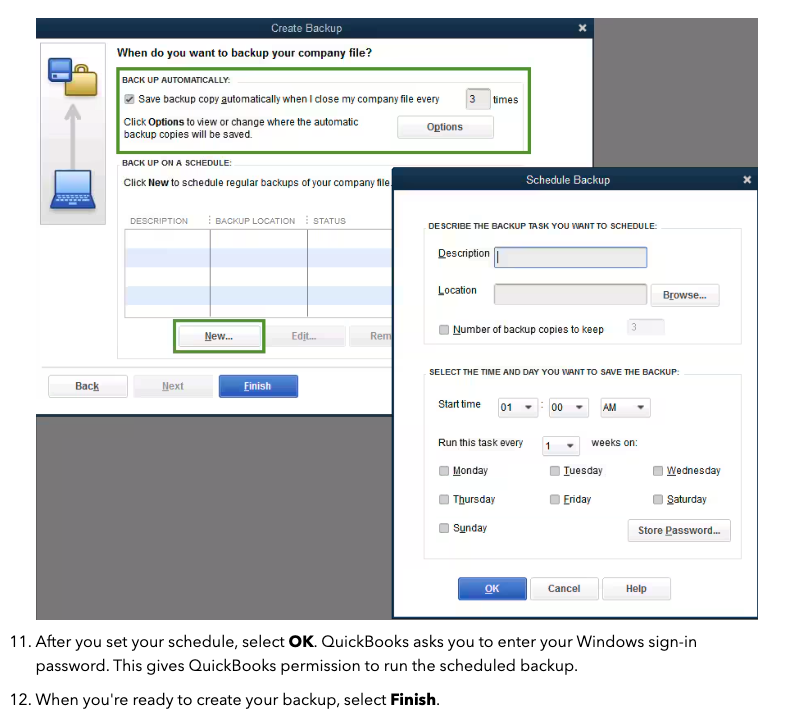 Create Backup
When do you want to backup your company file?
BACK UP AUTOMATICALLY:
Save backup copy automatically when I close my company file every 3 times
Click Options to view or change where the automatic
backup copies will be saved.
Options
BACK UP ON A SCHEDULE:
Click New to schedule regular backups of your company file.
DESCRIPTION BACKUP LOCATION STATUS
New... Edit... Rem
Back Next Finish
Schedule Backup
DESCRIBE THE BACKUP TASK YOU WANT TO SCHEDULE:
Description
Location Browse...
Number of backup copies to keep 3
SELECT THE TIME AND DAY YOU WANT TO SAVE THE BACKUP:
Start time 01 : 00 AM
Run this task every 1 weeks on:
Monday Tuesday Wednesday
Thursday Friday Saturday
Sunday Store Password...
OK Cancel Help
11. After you set your schedule, select OK. QuickBooks asks you to enter your Windows sign-in
password. This gives QuickBooks permission to run the scheduled backup.
12. When you're ready to create your backup, select Finish.